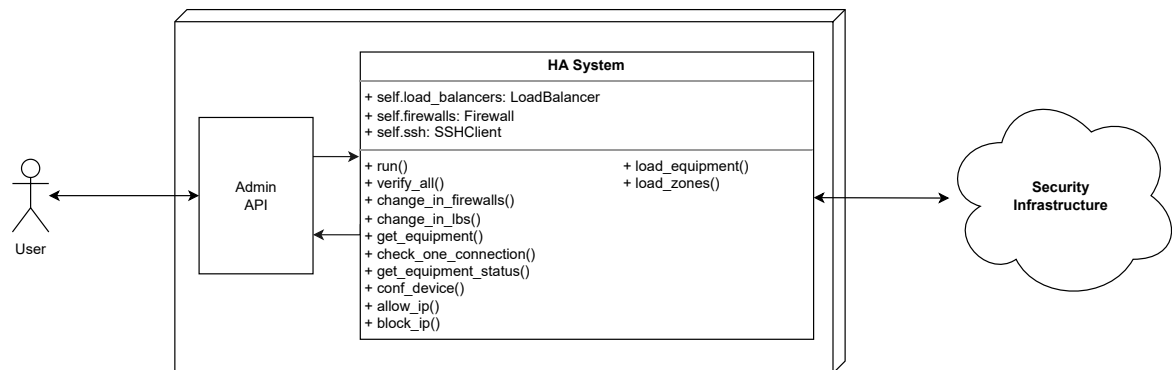 HA System
+ self.load_balancers: LoadBalancer
+ self.firewalls: Firewall
+ self.ssh: SSHClient
+ run()
+ verify_all()
+ change_in_firewalls()
+ change_in_lbs()
+ get_equipment()
+ check_one_connection()
+ get_equipment_status()
+ conf_device()
+ allow_ip()
+ block_ip()
+ load_equipment()
+ load_zones()
Admin
API
User
Security
Infrastructure